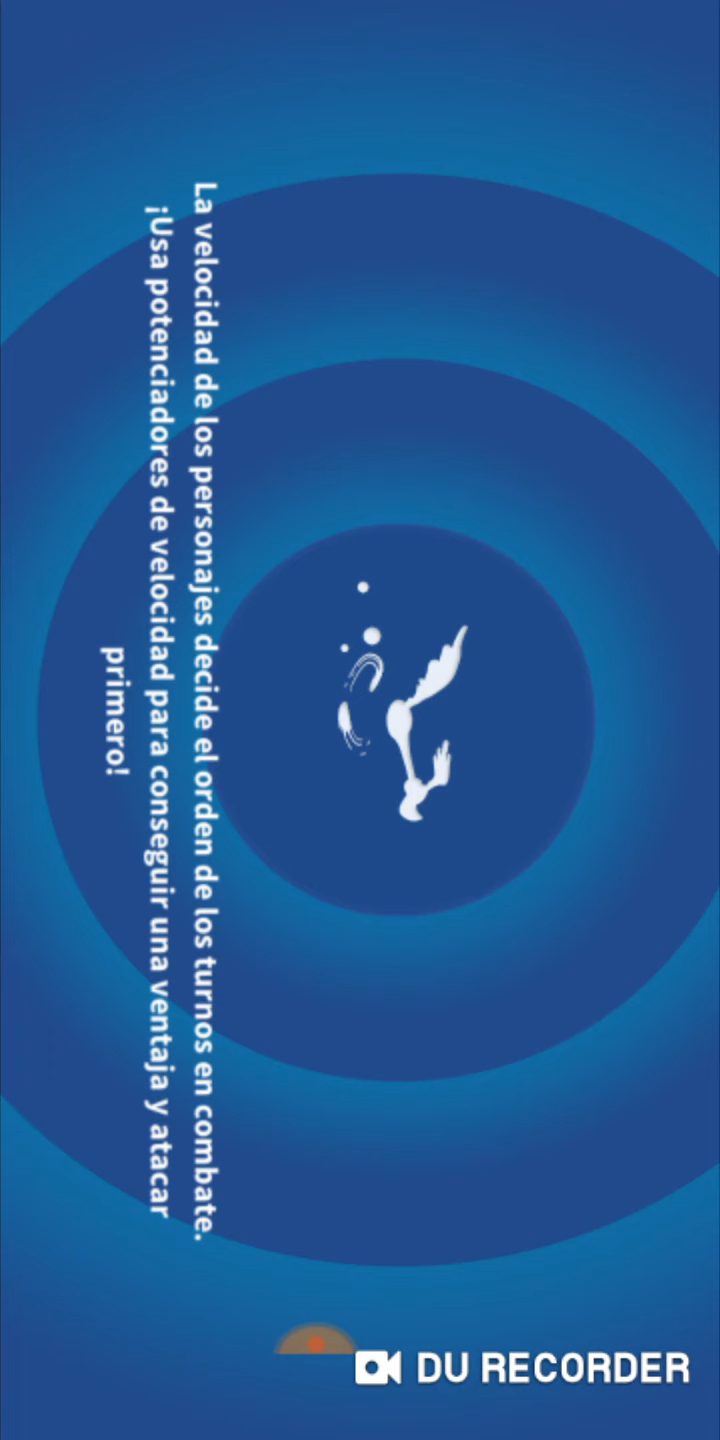 La velocidad de los personajes decide el orden de los turnos en combate.
¡Usa potenciadores de velocidad para conseguir una ventaja y atacar
primero!
DU RECORDER